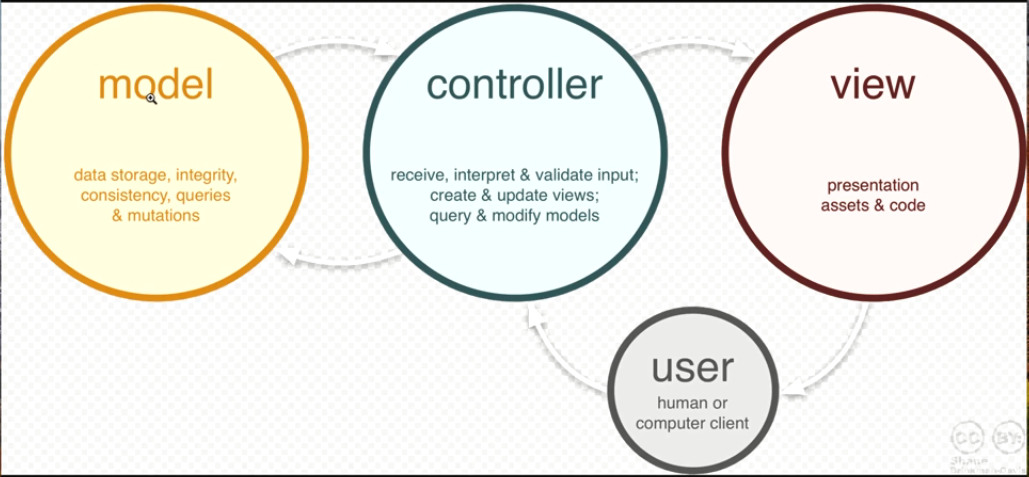 model
data storage, integrity,
consistency, queries
& mutations
controller
receive, interpret & validate input;
create & update views;
query & modify models
view
presentation
assets & code
user
human or
computer client
CC BY: